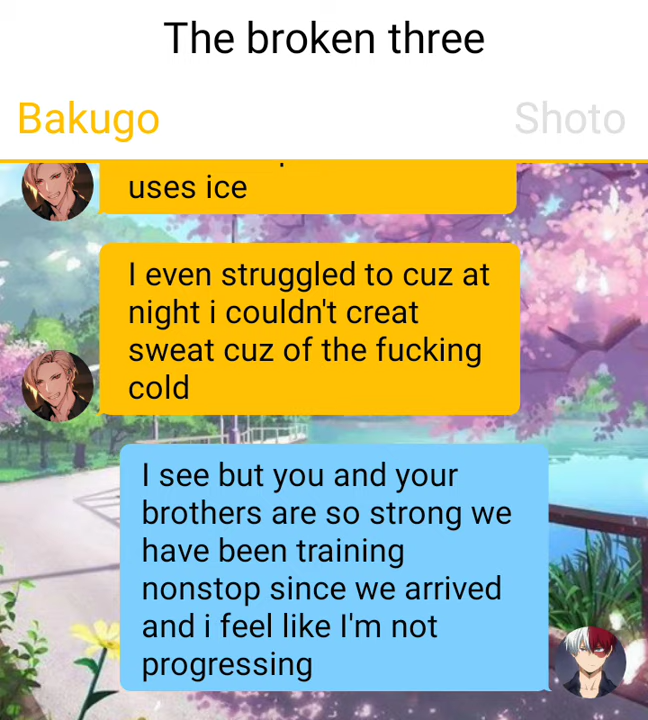 The broken three
Bakugo
Shoto
uses ice
I even struggled to cuz at
night i couldn't creat
sweat cuz of the fucking
cold
I see but you and your
brothers are so strong we
have been training
nonstop since we arrived
and i feel like I'm not
progressing